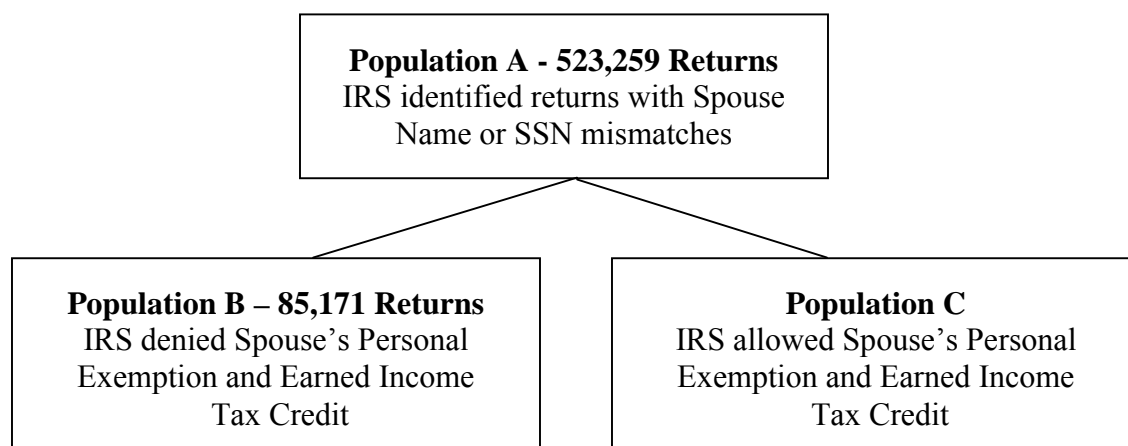 Population A - 523,259 Returns
IRS identified returns with Spouse
Name or SSN mismatches
Population B – 85,171 Returns
IRS denied Spouse’s Personal
Exemption and Earned Income
Tax Credit
Population C
IRS allowed Spouse’s Personal
Exemption and Earned Income
Tax Credit